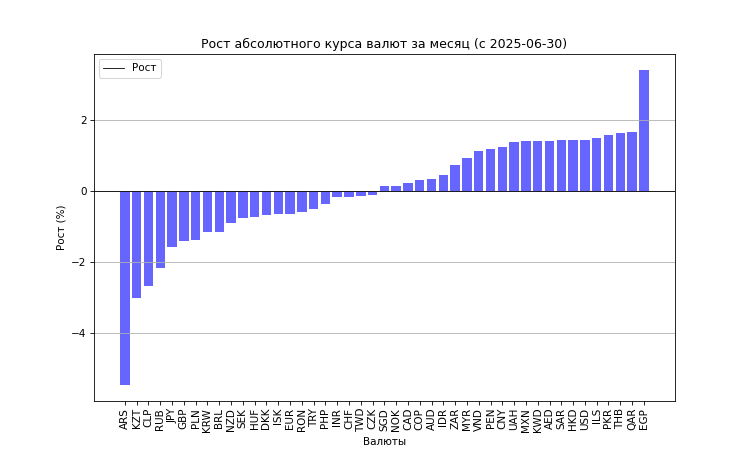 Рост абсолютного курса валют за месяц (с 2025-06-30)
Рост
2
0
−2
−4
Рост (%)
ARS KZT CLP RUB JPY GBP PLN KRW BRL NZD SEK HUF DKK ISK EUR RON TRY PHP INR CHF TWD CZK SGD NOK CAD COP AUD IDR ZAR MYR VND PEN CNY UAH MXN KWD AED SAR HKD USD ILS PKR THB QAR EGP
Валюты